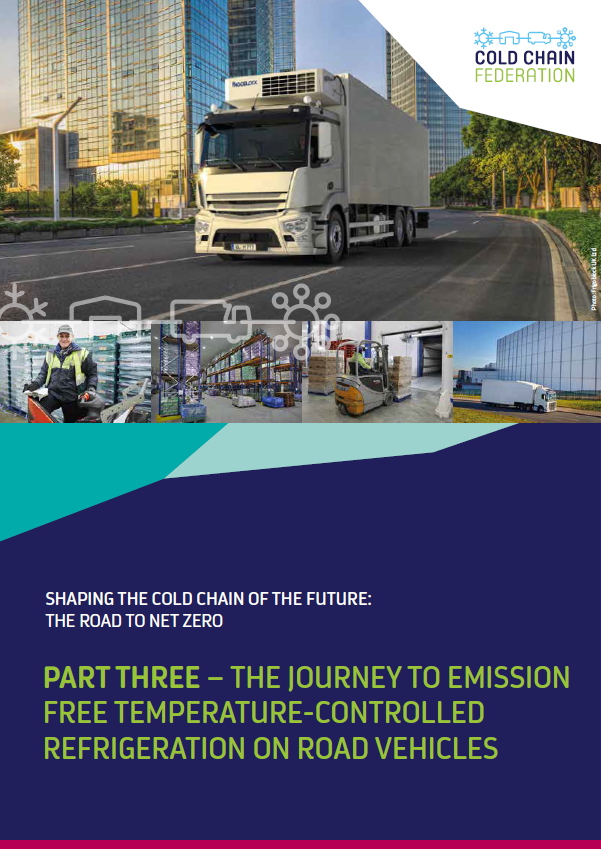 COLD CHAIN
FEDERATION
FRIGOBLOCK
Photo: Frigoblock UK Ltd
SHAPING THE COLD CHAIN OF THE FUTURE:
THE ROAD TO NET ZERO
PART THREE – THE JOURNEY TO EMISSION
FREE TEMPERATURE-CONTROLLED
REFRIGERATION ON ROAD VEHICLES